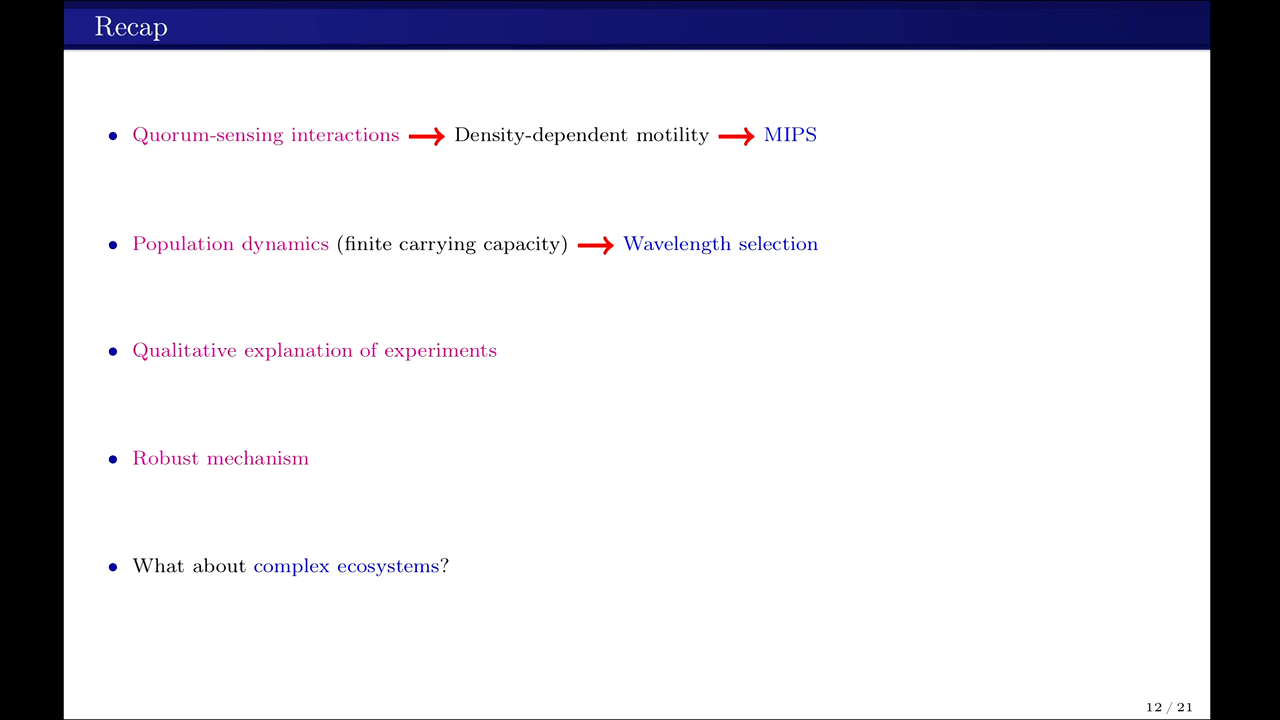 Recap
• Quorum-sensing interactions → Density-dependent motility → MIPS
• Population dynamics (finite carrying capacity) → Wavelength selection
• Qualitative explanation of experiments
• Robust mechanism
• What about complex ecosystems?
12 / 21